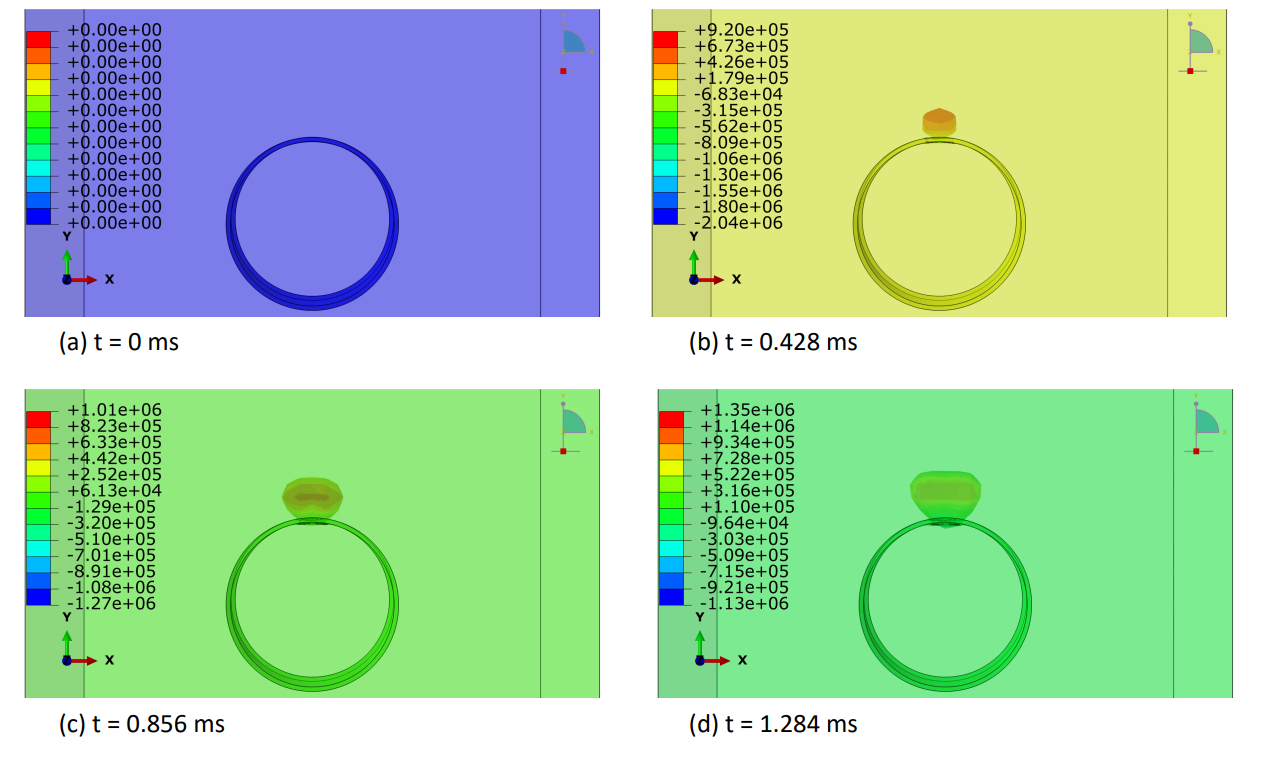 +0.00e+00
+0.00e+00
+0.00e+00
+0.00e+00
+0.00e+00
+0.00e+00
+0.00e+00
+0.00e+00
+0.00e+00
+0.00e+00
+0.00e+00
+0.00e+00
+0.00e+00
Y
X
Y
X
(a) t = 0 ms
+9.20e+05
+6.73e+05
+4.26e+05
+1.79e+05
-6.83e+04
-3.15e+05
-5.62e+05
-8.09e+05
-1.06e+06
-1.30e+06
-1.55e+06
-1.80e+06
-2.04e+06
Y
X
Y
X
(b) t = 0.428 ms
+1.01e+06
+8.23e+05
+6.33e+05
+4.42e+05
+2.52e+05
+6.13e+04
-1.29e+05
-3.20e+05
-5.10e+05
-7.01e+05
-8.91e+05
-1.08e+06
-1.27e+06
Y
X
Y
X
(c) t = 0.856 ms
+1.35e+06
+1.14e+06
+9.34e+05
+7.28e+05
+5.22e+05
+3.16e+05
+1.10e+05
-9.64e+04
-3.03e+05
-5.09e+05
-7.15e+05
-9.21e+05
-1.13e+06
Y
X
Y
X
(d) t = 1.284 ms